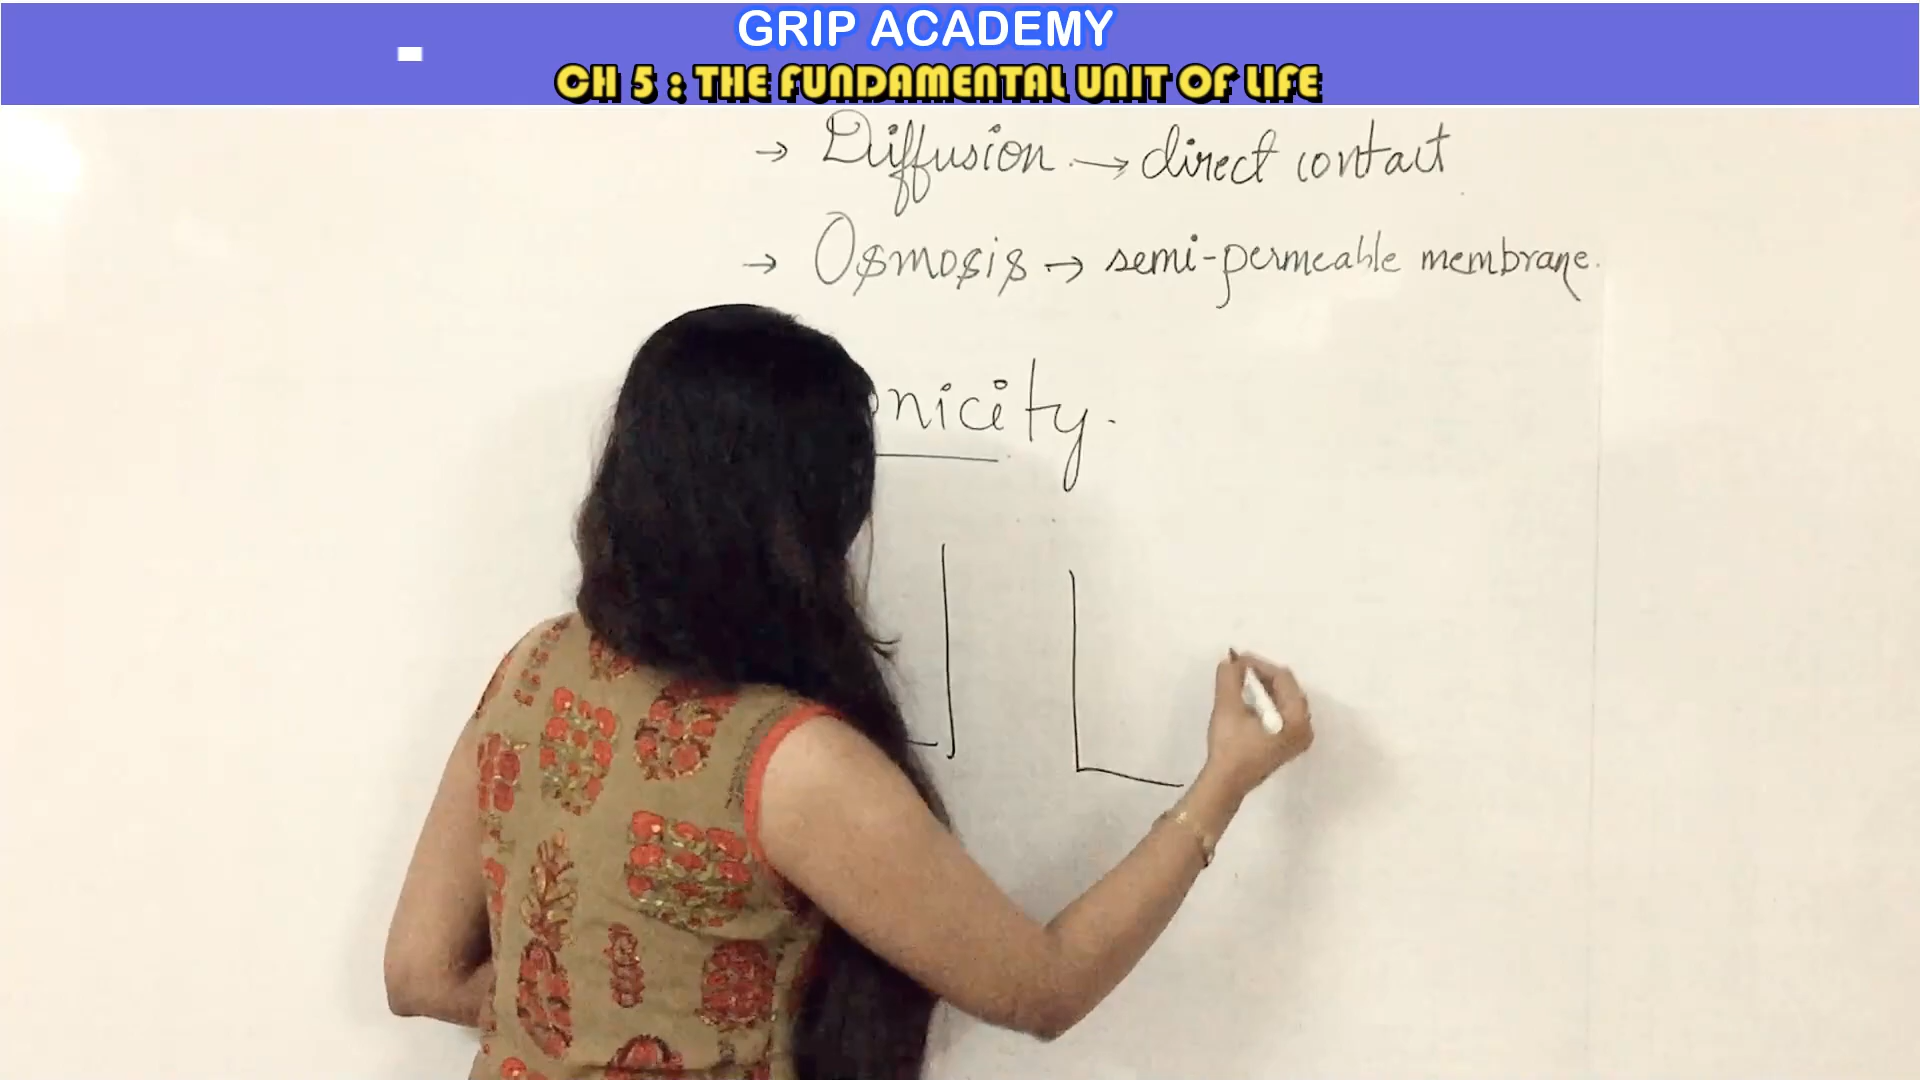 GRIP ACADEMY
CH 5 : THE FUNDAMENTAL UNIT OF LIFE
→ Diffusion → direct contact
→ Osmosis → semi-permeable membrane.
nicity.